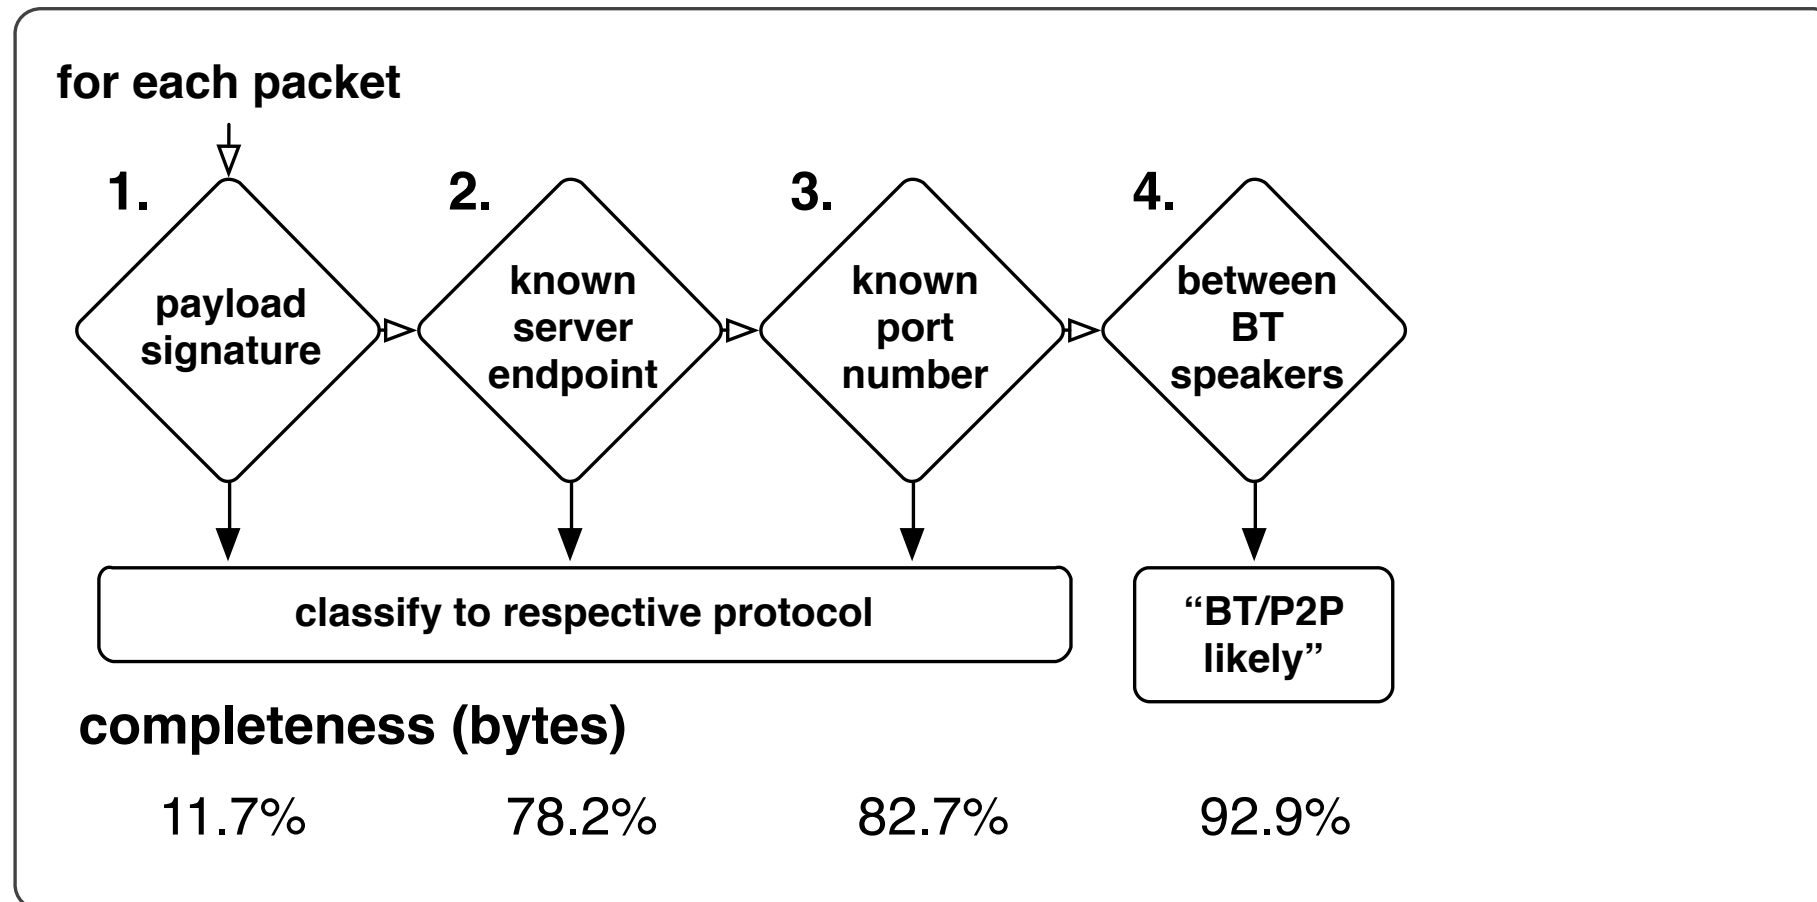 for each packet
1.
payload
signature
2.
known
server
endpoint
3.
known
port
number
4.
between
BT
speakers
classify to respective protocol
“BT/P2P
likely”
completeness (bytes)
11.7% 78.2% 82.7% 92.9%